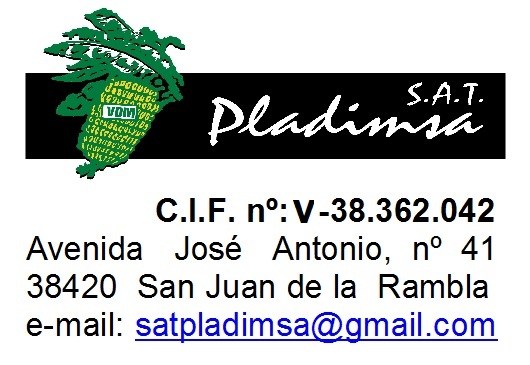 VDM
S.A.T.
Pladimsa
C.I.F. nº: V-38.362.042
Avenida José Antonio, nº 41
38420 San Juan de la Rambla
e-mail: satpladimsa@gmail.com